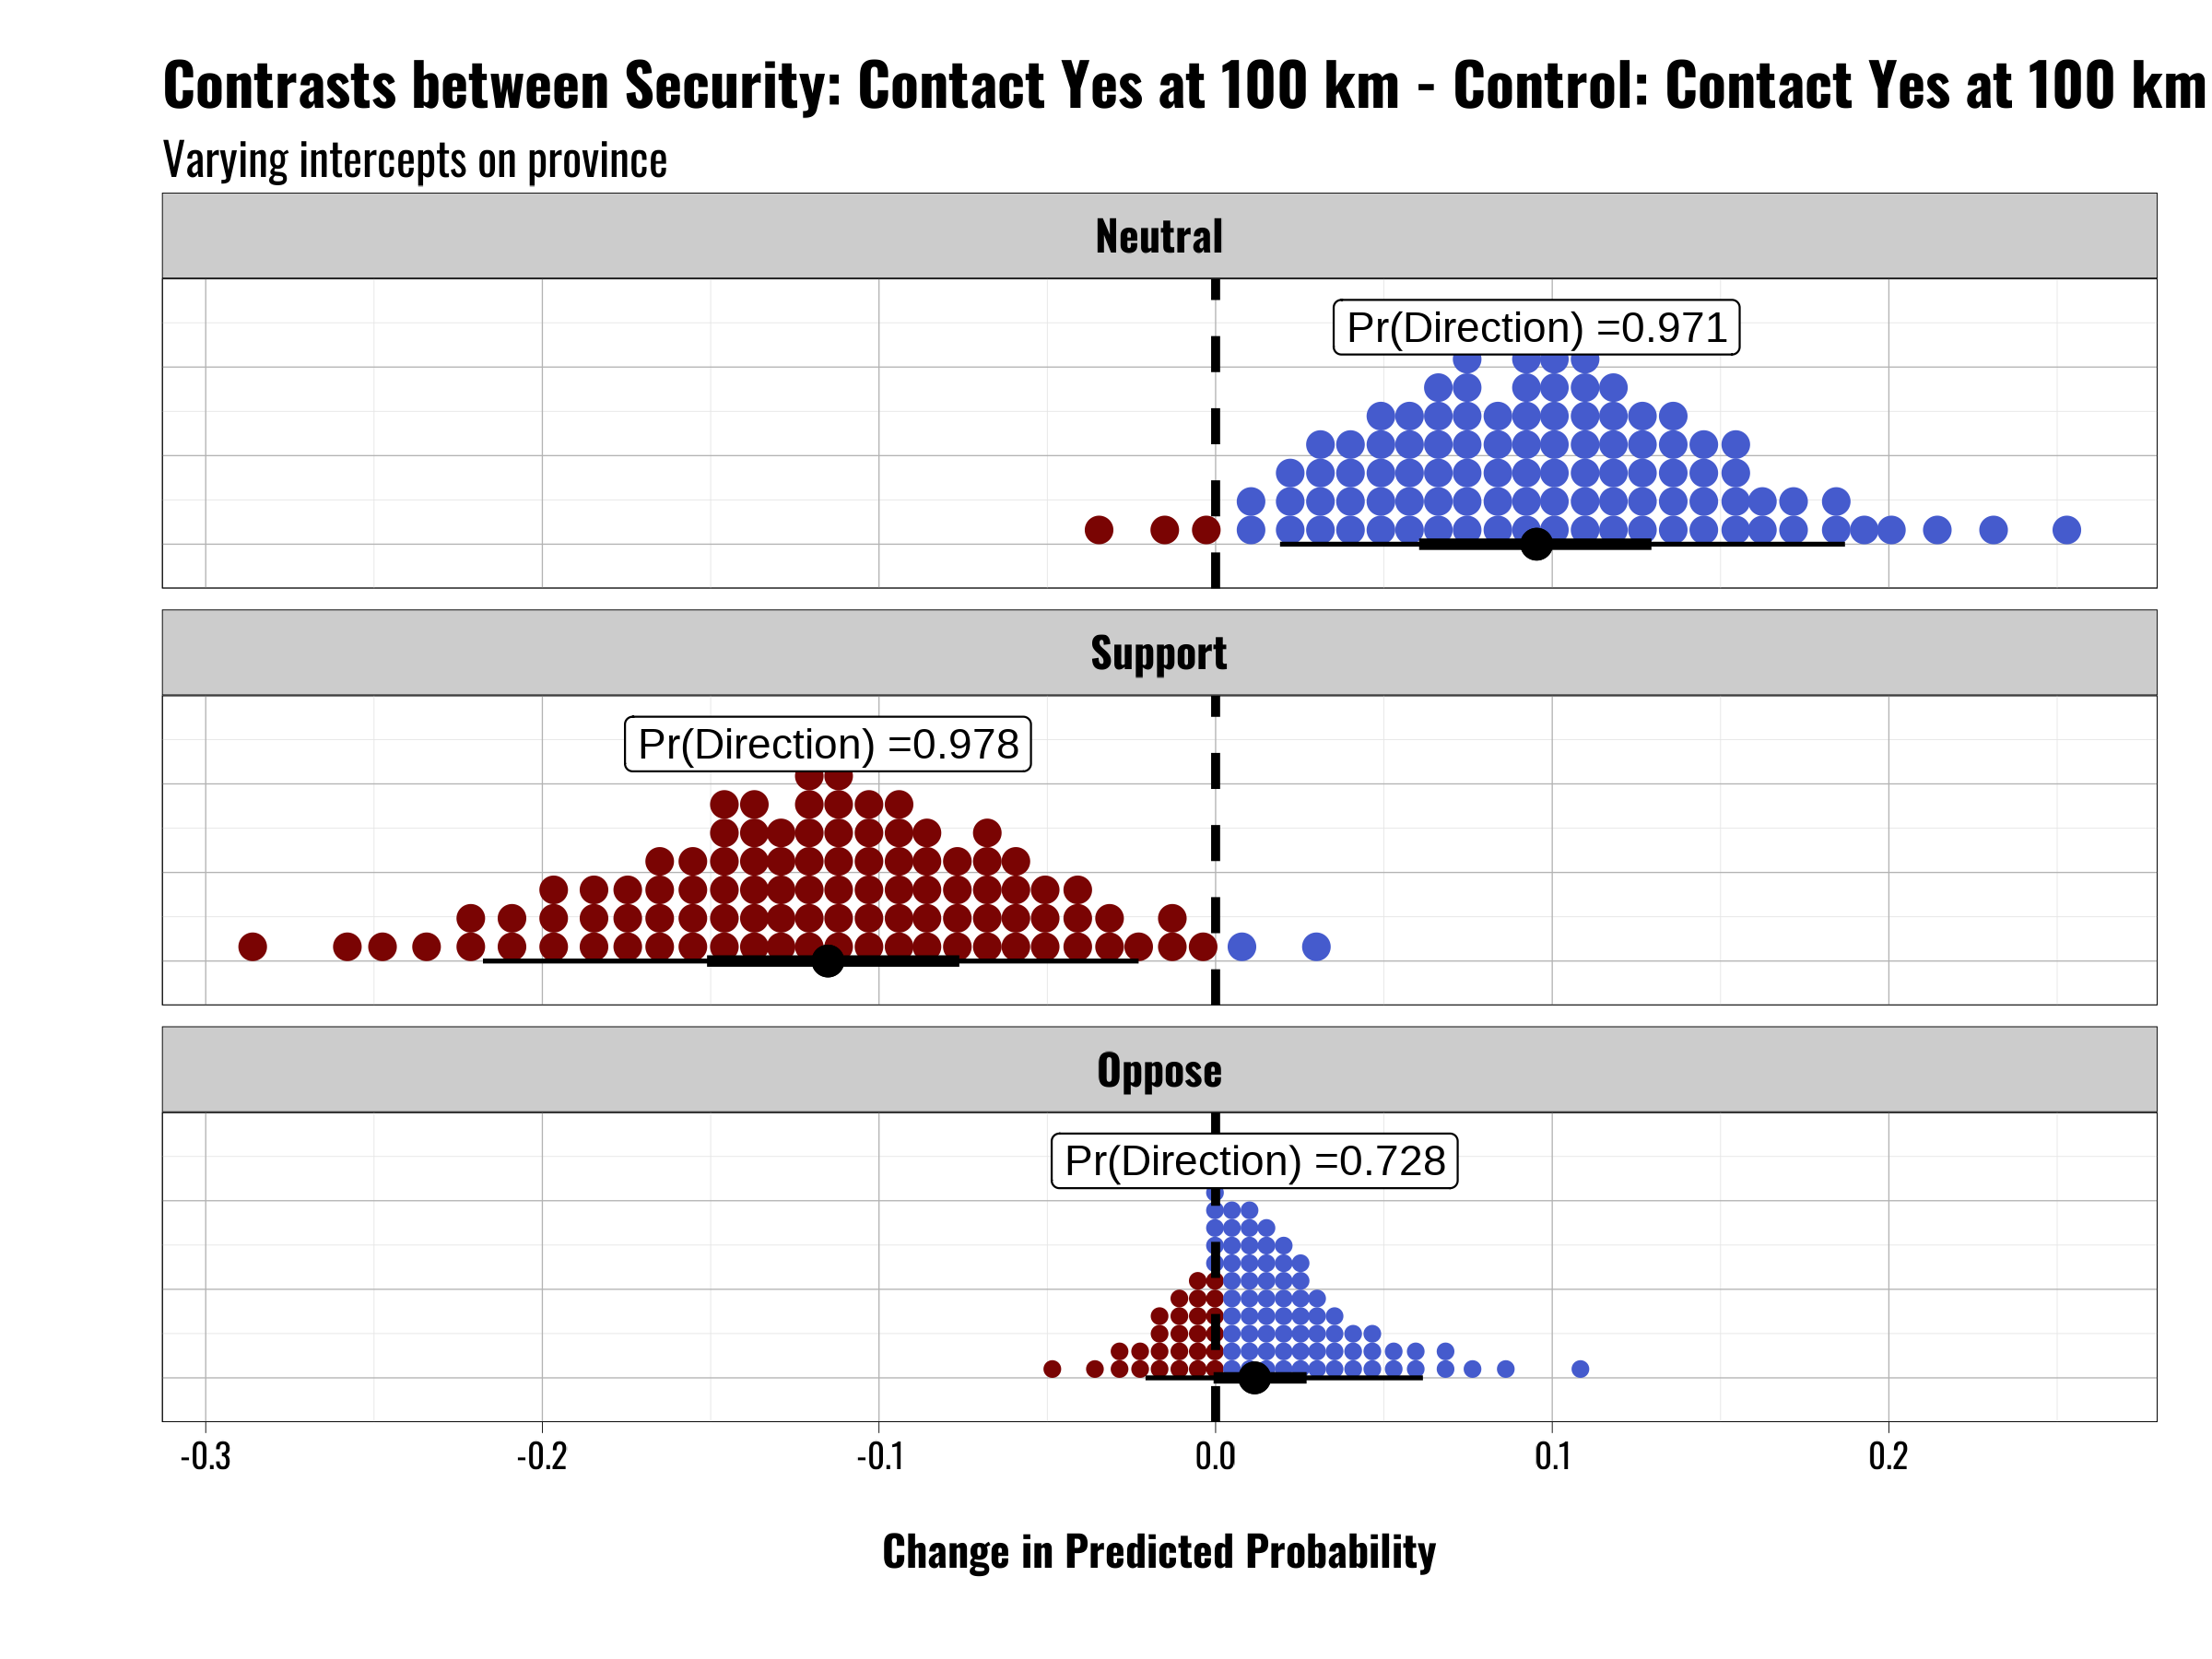 Contrasts between Security: Contact Yes at 100 km - Control: Contact Yes at 100 km
Varying intercepts on province
Neutral
Pr(Direction) =0.971
Support
Pr(Direction) =0.978
Oppose
Pr(Direction) =0.728
-0.3 -0.2 -0.1 0.0 0.1 0.2
Change in Predicted Probability